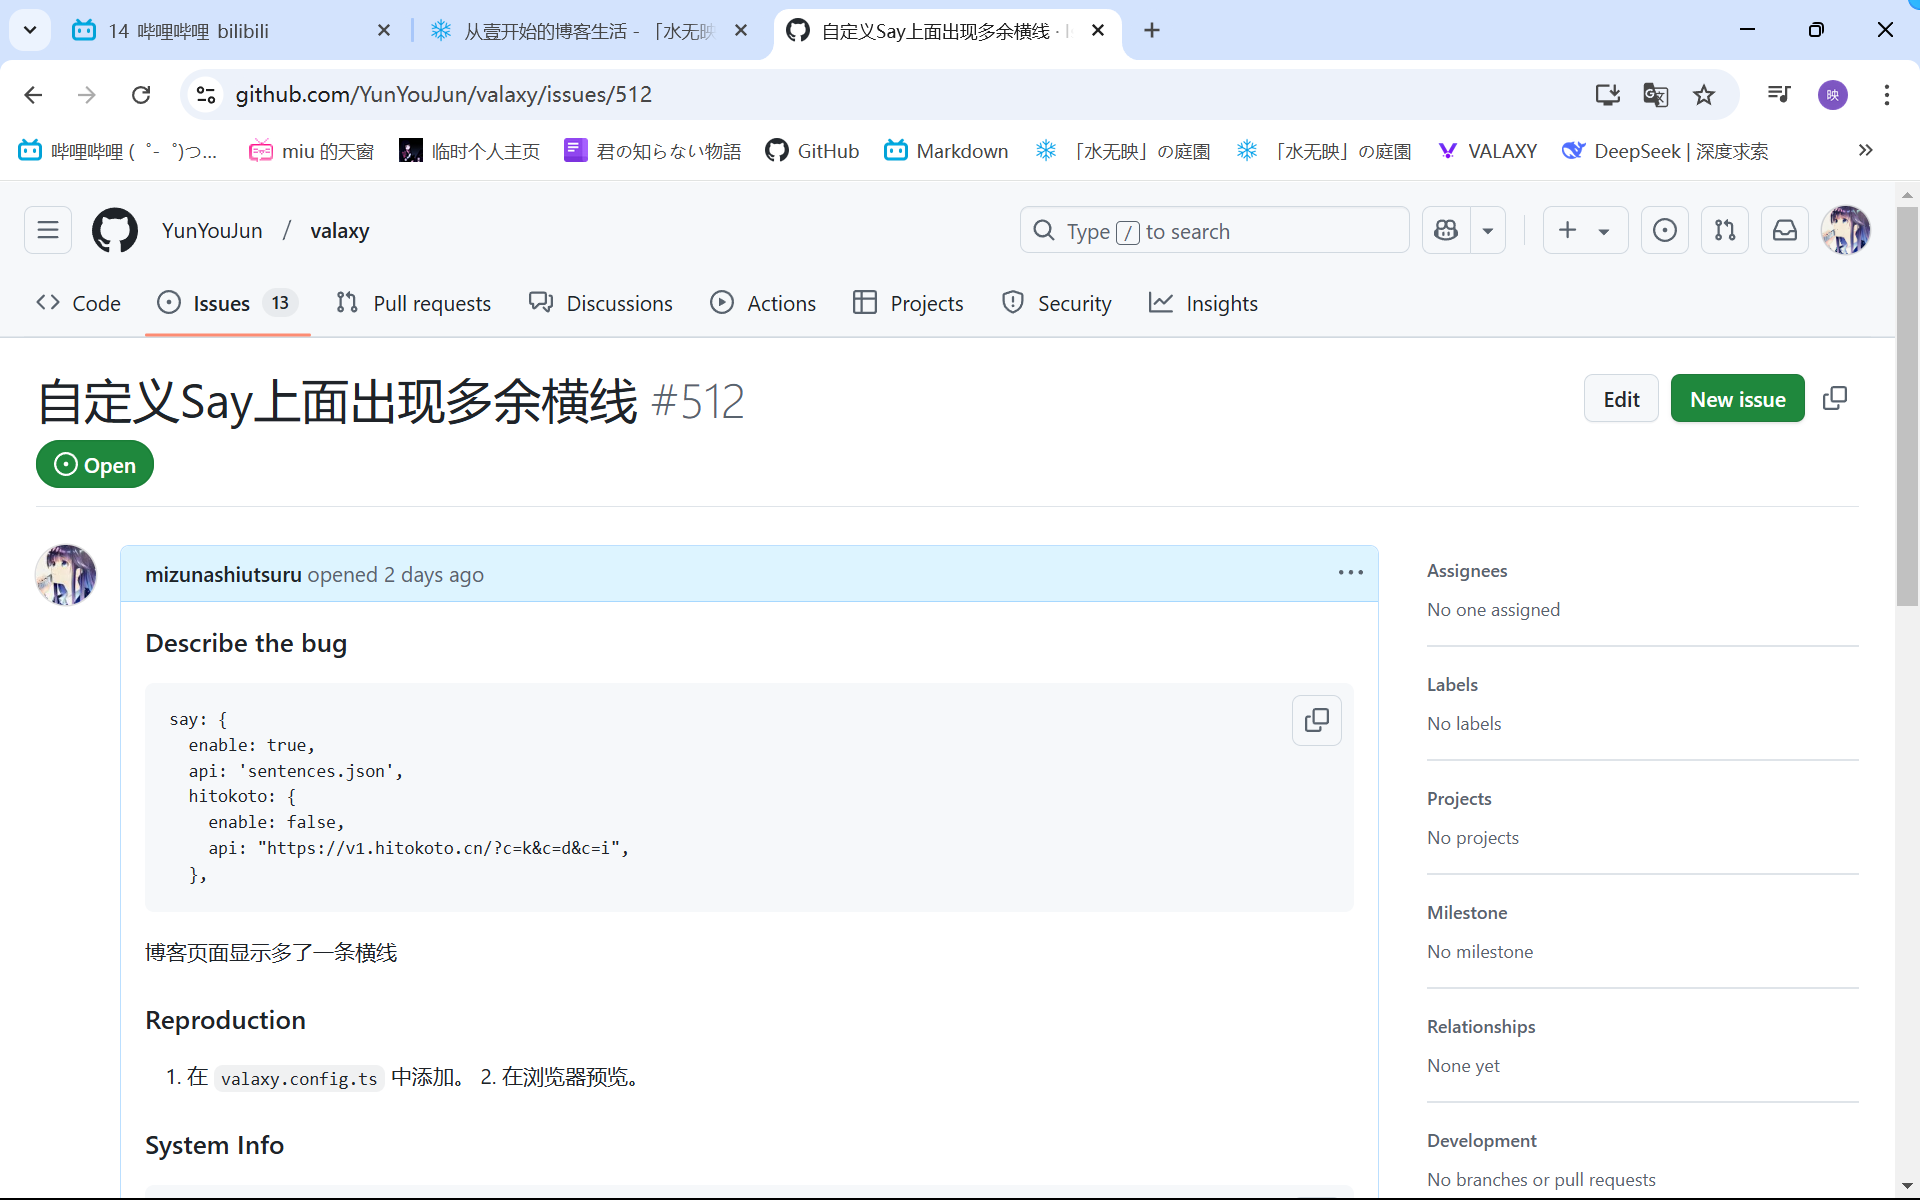 14 哔哩哔哩 bilibili
从壹开始的博客生活 - 「水无映
自定义Say上面出现多余横线 · I
github.com/YunYouJun/valaxy/issues/512
映
哔哩哔哩 (゜-゜)つ...
miu 的天窗
临时个人主页
君の知らない物語
GitHub
Markdown
「水无映」の庭園
「水无映」の庭園
VALAXY
DeepSeek | 深度求索
YunYouJun / valaxy
Type / to search
Code
Issues 13
Pull requests
Discussions
Actions
Projects
Security
Insights
自定义Say上面出现多余横线 #512
Edit
New issue
Open
mizunashiutsuru opened 2 days ago
Describe the bug
say: {
enable: true,
api: 'sentences.json',
hitokoto: {
enable: false,
api: "https://v1.hitokoto.cn/?c=k&c=d&c=i",
},
博客页面显示多了一条横线
Reproduction
1. 在 valaxy.config.ts 中添加。 2. 在浏览器预览。
System Info
Assignees
No one assigned
Labels
No labels
Projects
No projects
Milestone
No milestone
Relationships
None yet
Development
No branches or pull requests